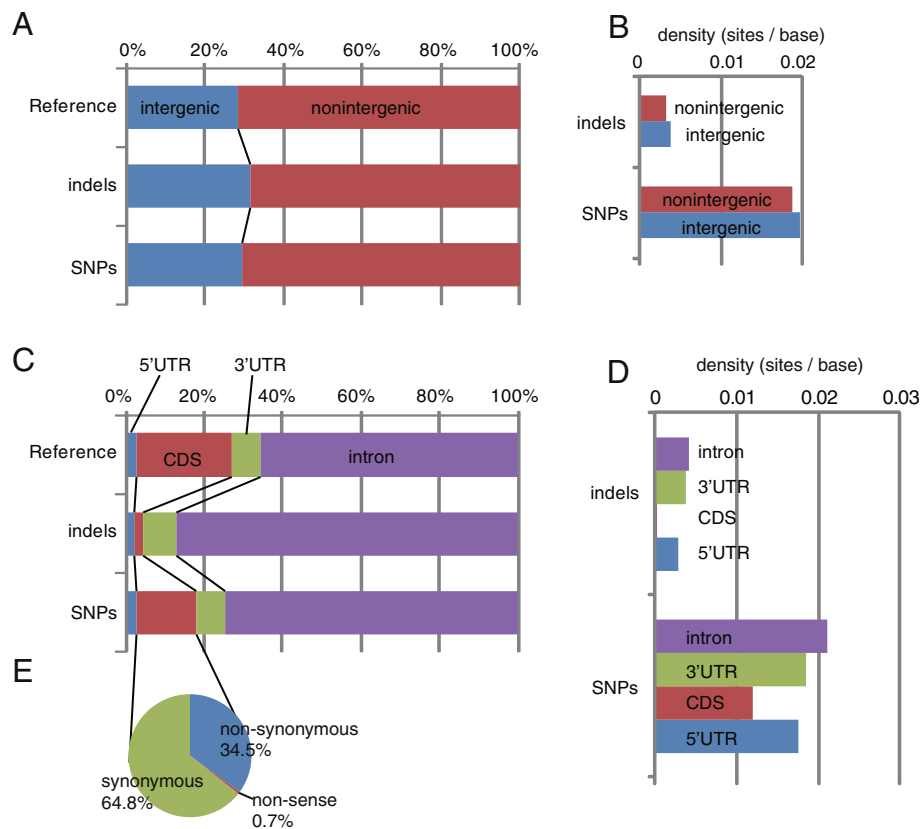 A
0% 20% 40% 60% 80% 100%
Reference
intergenic
nonintergenic
indels
SNPs
B
density (sites / base)
0 0.01 0.02
indels
nonintergenic
intergenic
SNPs
nonintergenic
intergenic
C
5'UTR 3'UTR
0% 20% 40% 60% 80% 100%
Reference
CDS
intron
indels
SNPs
D
density (sites / base)
0 0.01 0.02 0.03
indels
intron
3'UTR
CDS
5'UTR
SNPs
intron
3'UTR
CDS
5'UTR
E
non-synonymous
34.5%
synonymous
64.8%
non-sense
0.7%